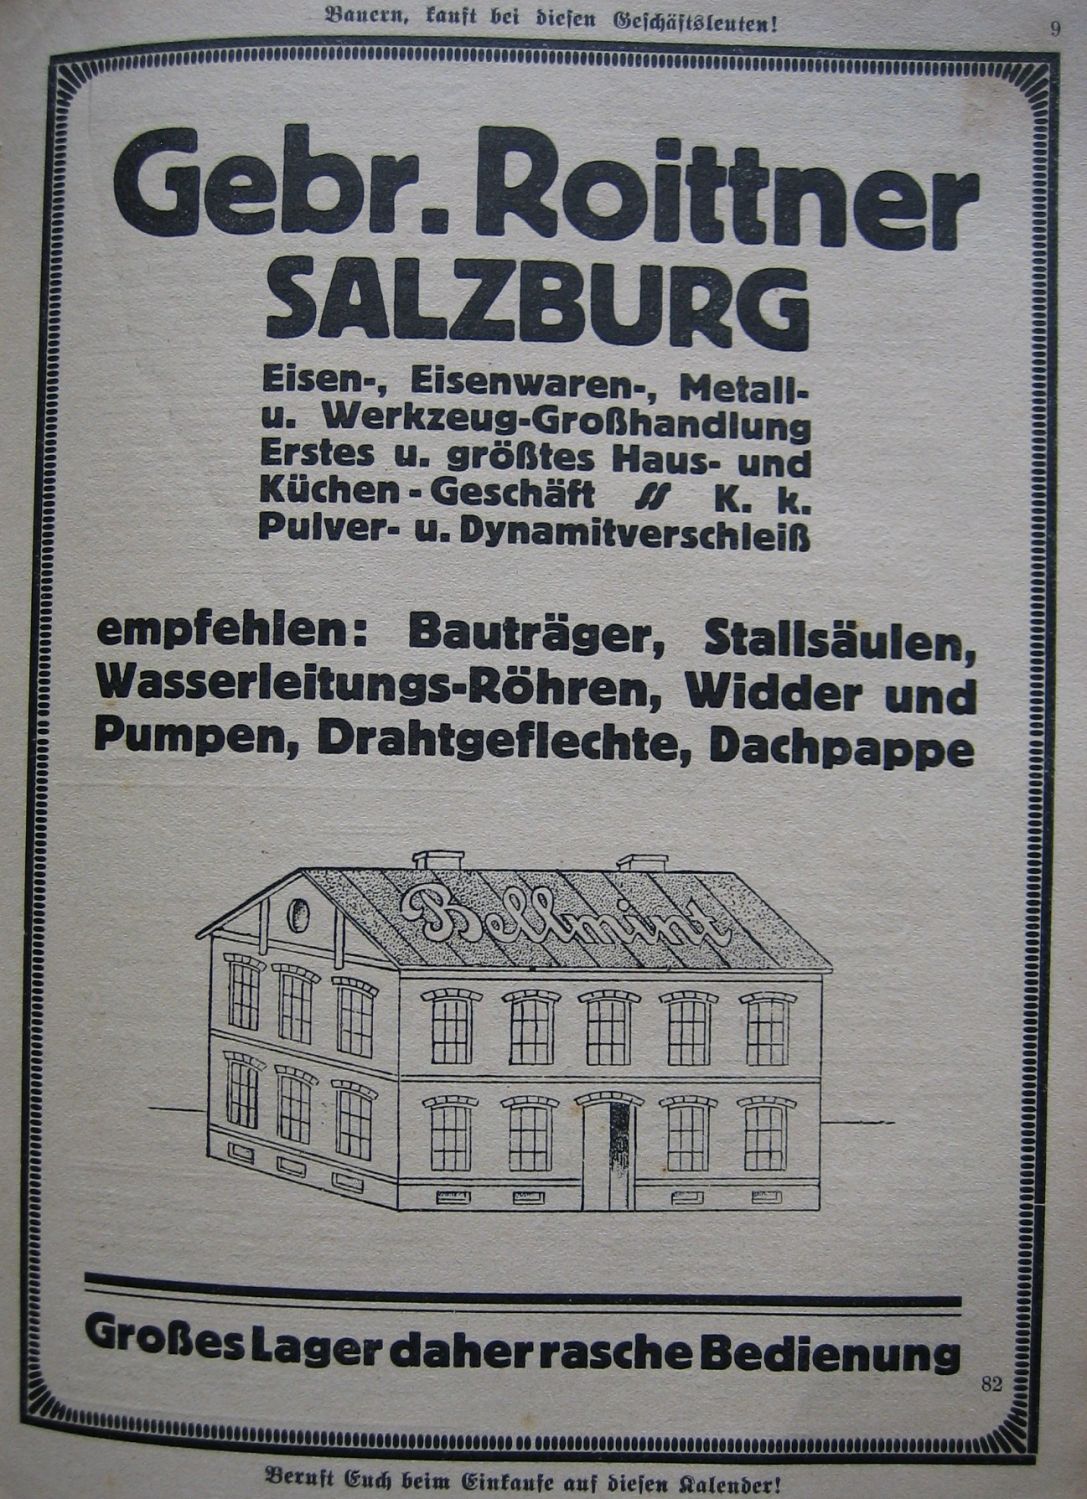 Bauern, kauft bei diesen Geschäftsleuten!
9
Gebr. Roittner
SALZBURG
Eisen-, Eisenwaren-, Metall-
u. Werkzeug-Großhandlung
Erstes u. größtes Haus- und
Küchen-Geschäft // K. k.
Pulver- u. Dynamitverschleiß
empfehlen: Bauträger, Stallsäulen,
Wasserleitungs-Röhren, Widder und
Pumpen, Drahtgeflechte, Dachpappe
Bellmint
Großes Lager daher rasche Bedienung
82
Beruft Euch beim Einkaufe auf diesen Kalender!